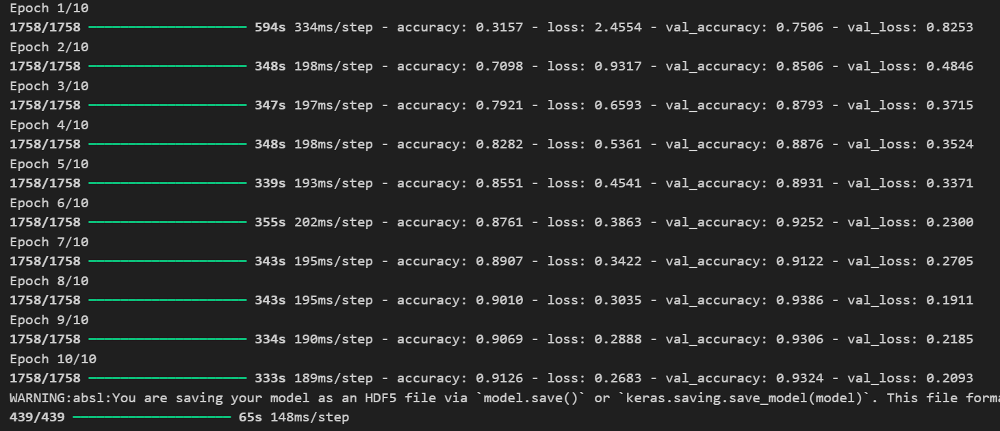 Epoch 1/10
1758/1758 594s 334ms/step - accuracy: 0.3157 - loss: 2.4554 - val_accuracy: 0.7506 - val_loss: 0.8253
Epoch 2/10
1758/1758 348s 198ms/step - accuracy: 0.7098 - loss: 0.9317 - val_accuracy: 0.8506 - val_loss: 0.4846
Epoch 3/10
1758/1758 347s 197ms/step - accuracy: 0.7921 - loss: 0.6593 - val_accuracy: 0.8793 - val_loss: 0.3715
Epoch 4/10
1758/1758 348s 198ms/step - accuracy: 0.8282 - loss: 0.5361 - val_accuracy: 0.8876 - val_loss: 0.3524
Epoch 5/10
1758/1758 339s 193ms/step - accuracy: 0.8551 - loss: 0.4541 - val_accuracy: 0.8931 - val_loss: 0.3371
Epoch 6/10
1758/1758 355s 202ms/step - accuracy: 0.8761 - loss: 0.3863 - val_accuracy: 0.9252 - val_loss: 0.2300
Epoch 7/10
1758/1758 343s 195ms/step - accuracy: 0.8907 - loss: 0.3422 - val_accuracy: 0.9122 - val_loss: 0.2705
Epoch 8/10
1758/1758 343s 195ms/step - accuracy: 0.9010 - loss: 0.3035 - val_accuracy: 0.9386 - val_loss: 0.1911
Epoch 9/10
1758/1758 334s 190ms/step - accuracy: 0.9069 - loss: 0.2888 - val_accuracy: 0.9306 - val_loss: 0.2185
Epoch 10/10
1758/1758 333s 189ms/step - accuracy: 0.9126 - loss: 0.2683 - val_accuracy: 0.9324 - val_loss: 0.2093
WARNING:absl:You are saving your model as an HDF5 file via `model.save()` or `keras.saving.save_model(model)`. This file
439/439 65s 148ms/step